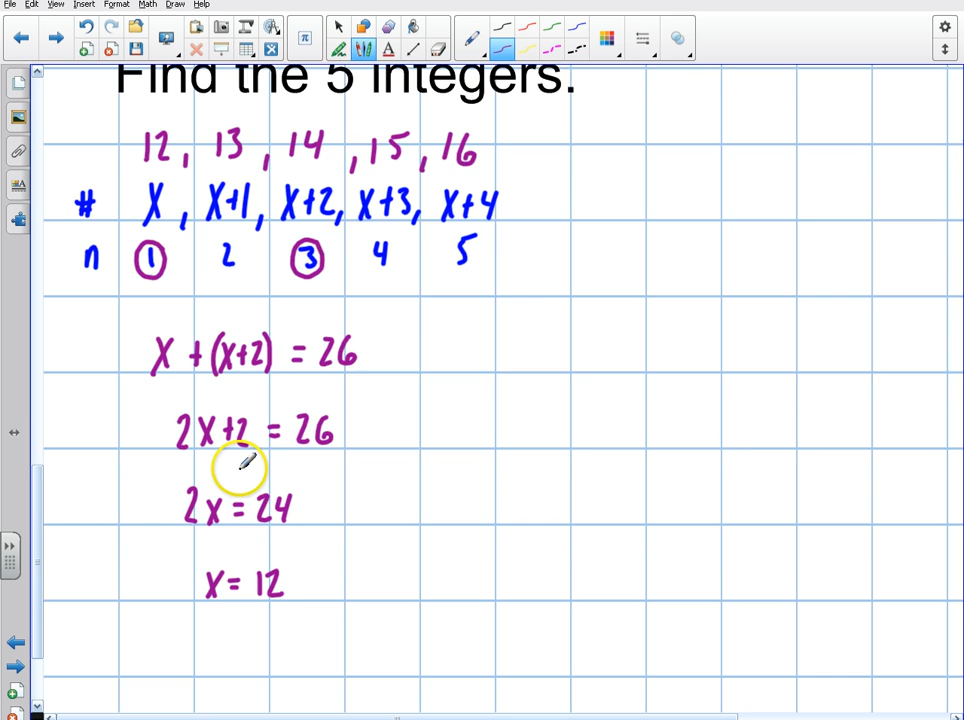 File Edit View Insert Format Math Draw Help
π
A
Find the 5 integers.
12, 13, 14, 15, 16
# x, x+1, x+2, x+3, x+4
n 1 2 3 4 5
x + (x+2) = 26
2x+2 = 26
2x = 24
x = 12